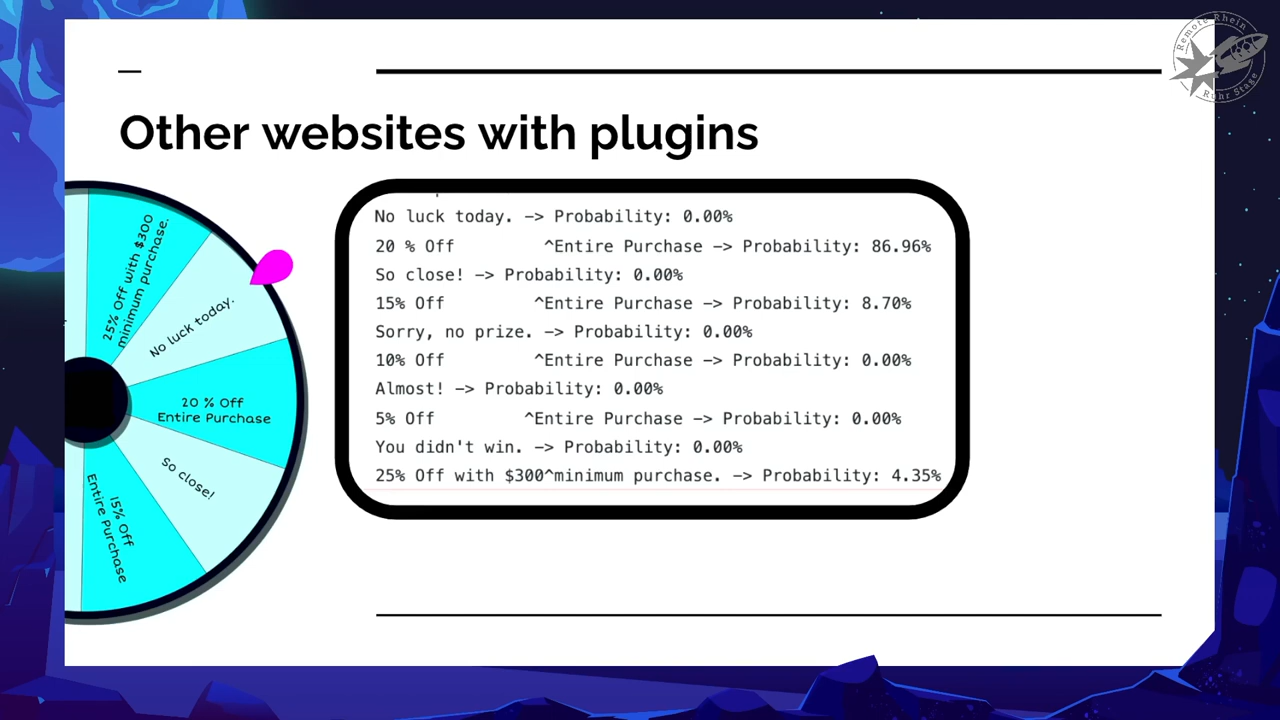 Remote Rhein
Ruhr Stage
Other websites with plugins
25% Off with $300
minimum purchase.
No luck today.
20 % Off
Entire Purchase
So close!
15% Off
Entire Purchase
No luck today. -> Probability: 0.00%
20 % Off ^Entire Purchase -> Probability: 86.96%
So close! -> Probability: 0.00%
15% Off ^Entire Purchase -> Probability: 8.70%
Sorry, no prize. -> Probability: 0.00%
10% Off ^Entire Purchase -> Probability: 0.00%
Almost! -> Probability: 0.00%
5% Off ^Entire Purchase -> Probability: 0.00%
You didn't win. -> Probability: 0.00%
25% Off with $300^minimum purchase. -> Probability: 4.35%